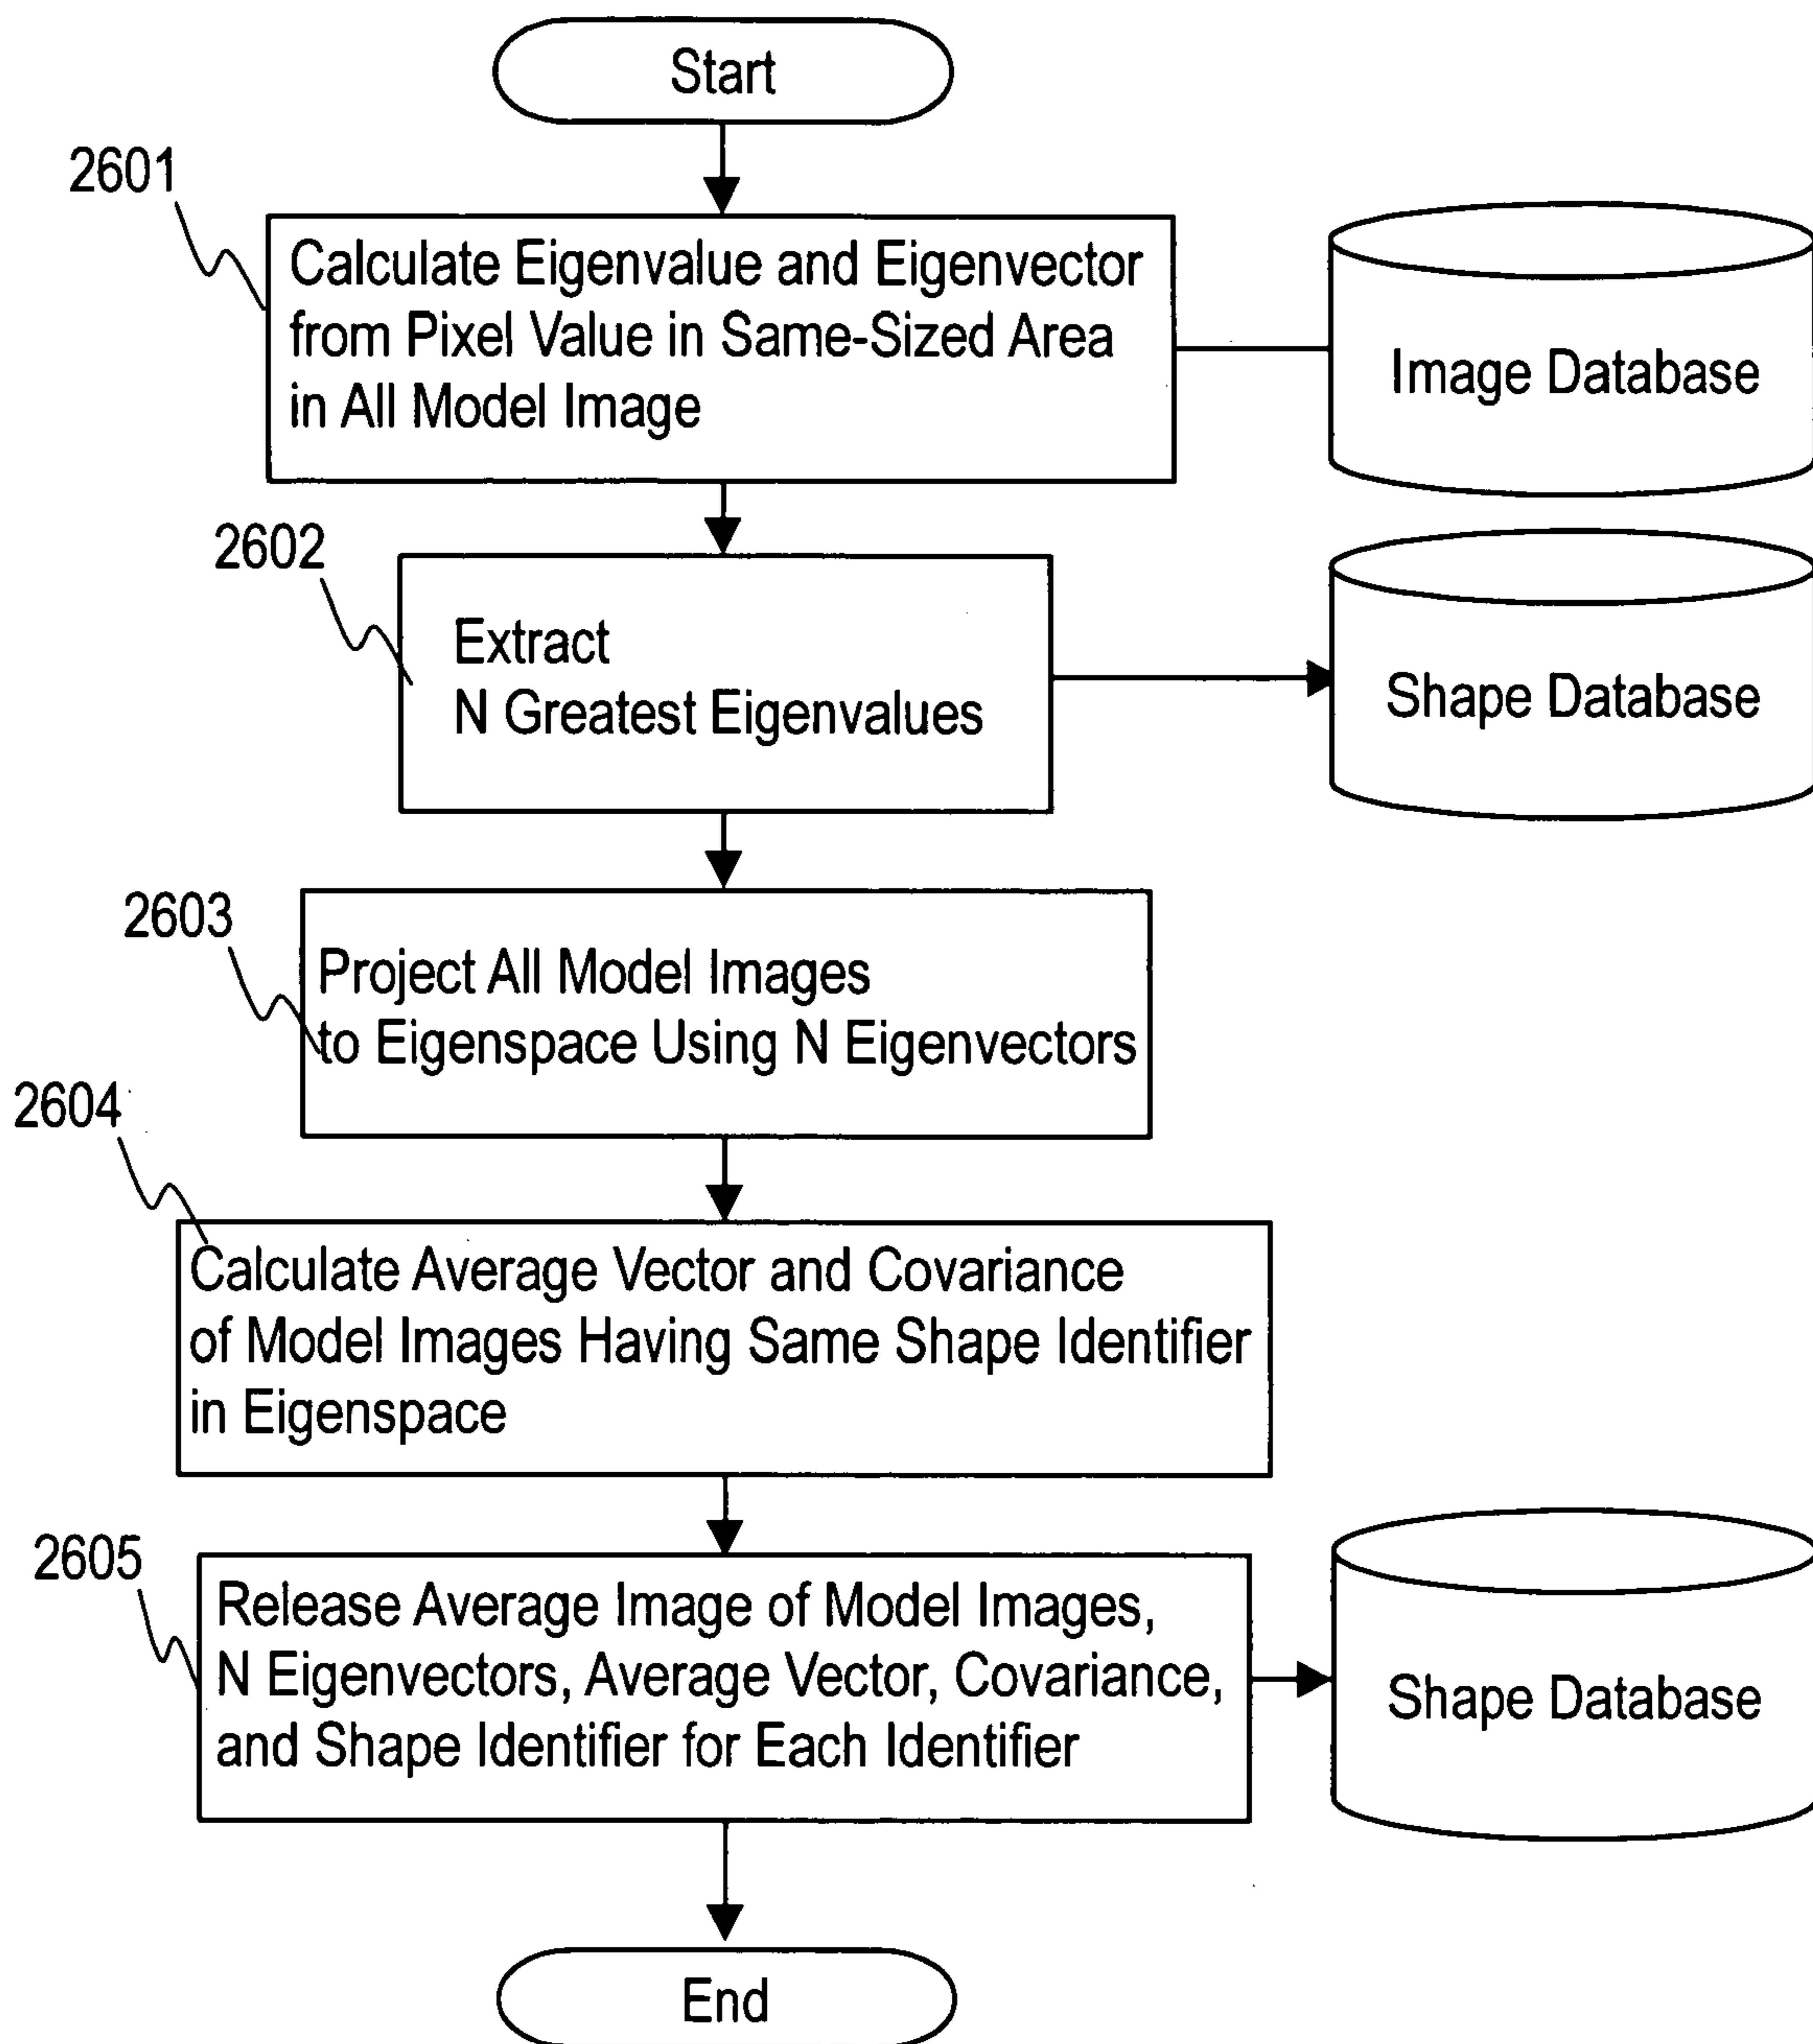 Start
2601
Calculate Eigenvalue and Eigenvector
from Pixel Value in Same-Sized Area
in All Model Image
Image Database
2602
Extract
N Greatest Eigenvalues
Shape Database
2603
Project All Model Images
to Eigenspace Using N Eigenvectors
2604
Calculate Average Vector and Covariance
of Model Images Having Same Shape Identifier
in Eigenspace
2605
Release Average Image of Model Images,
N Eigenvectors, Average Vector, Covariance,
and Shape Identifier for Each Identifier
Shape Database
End